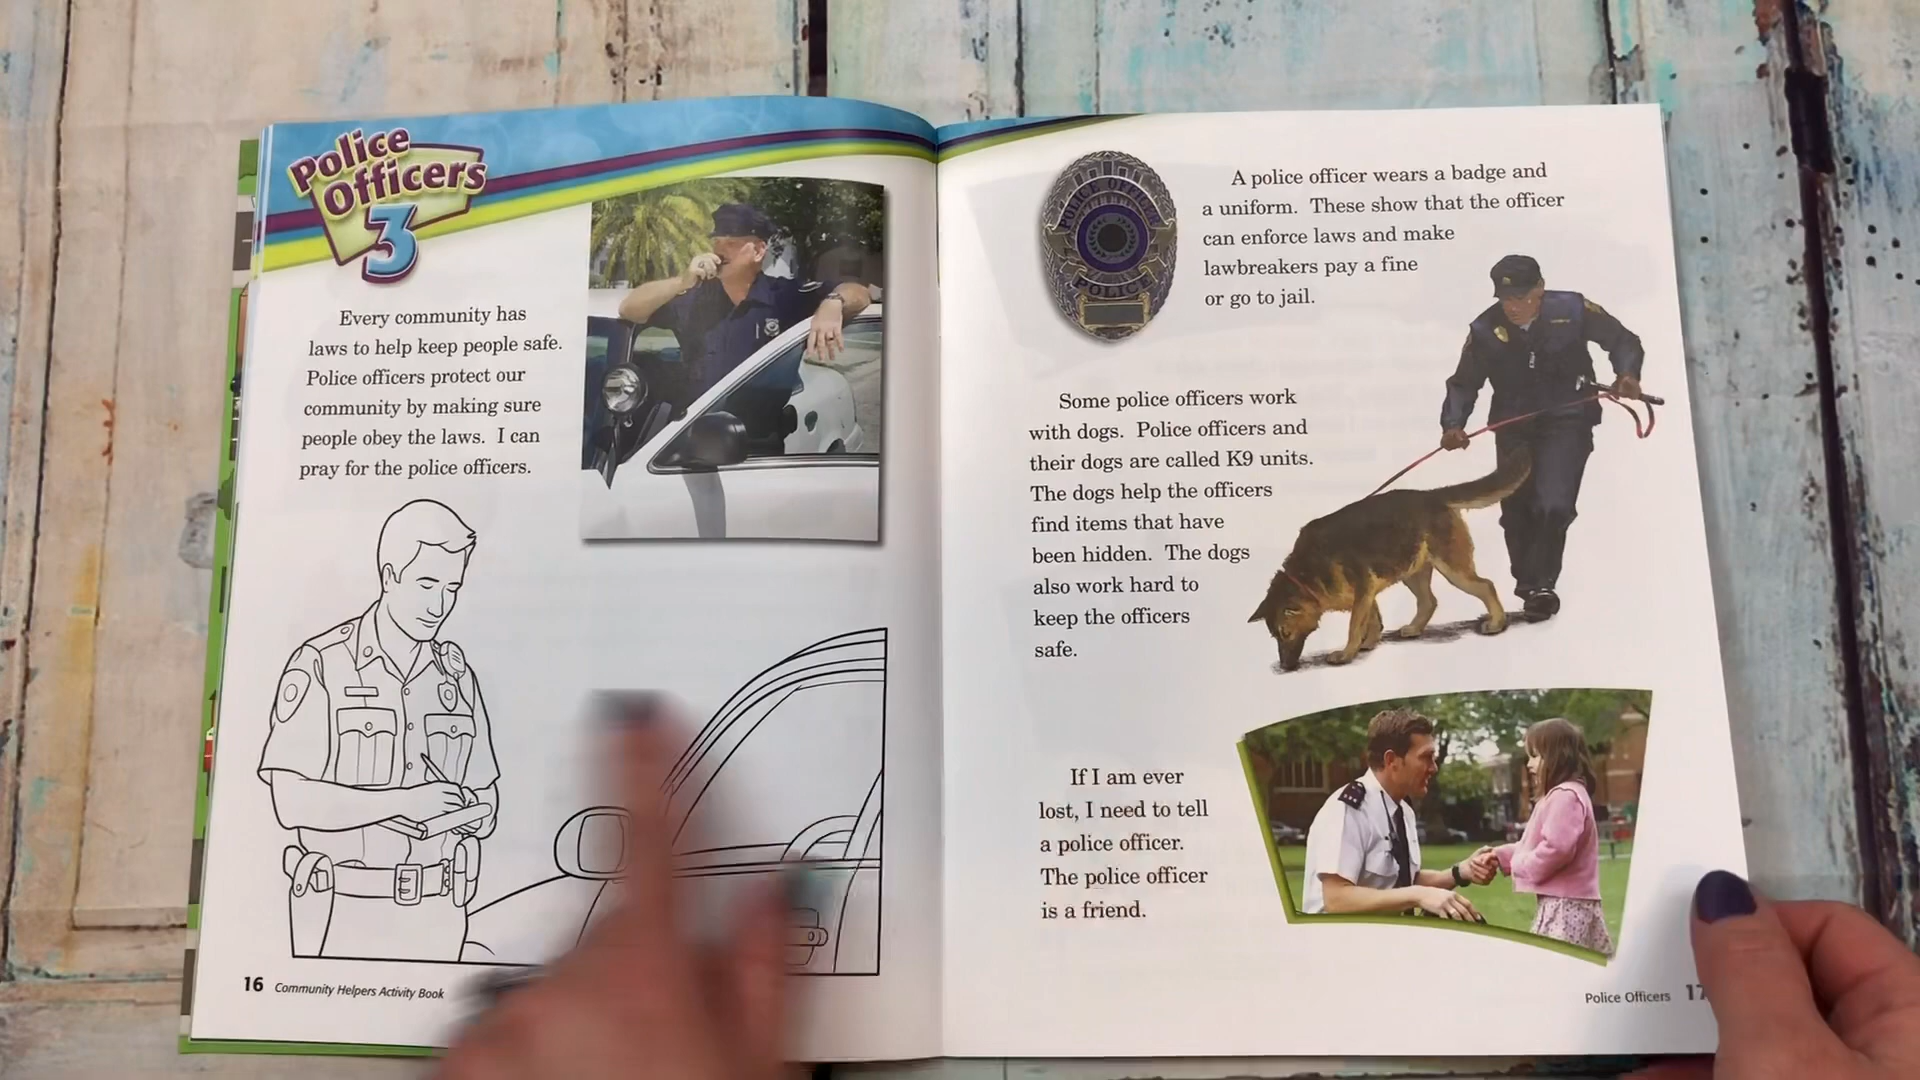 Police
Officers
3
Every community has
laws to help keep people safe.
Police officers protect our
community by making sure
people obey the laws. I can
pray for the police officers.
16 Community Helpers Activity Book
POLICE OFFICER
POLICE
A police officer wears a badge and
a uniform. These show that the officer
can enforce laws and make
lawbreakers pay a fine
or go to jail.
Some police officers work
with dogs. Police officers and
their dogs are called K9 units.
The dogs help the officers
find items that have
been hidden. The dogs
also work hard to
keep the officers
safe.
If I am ever
lost, I need to tell
a police officer.
The police officer
is a friend.
Police Officers 17